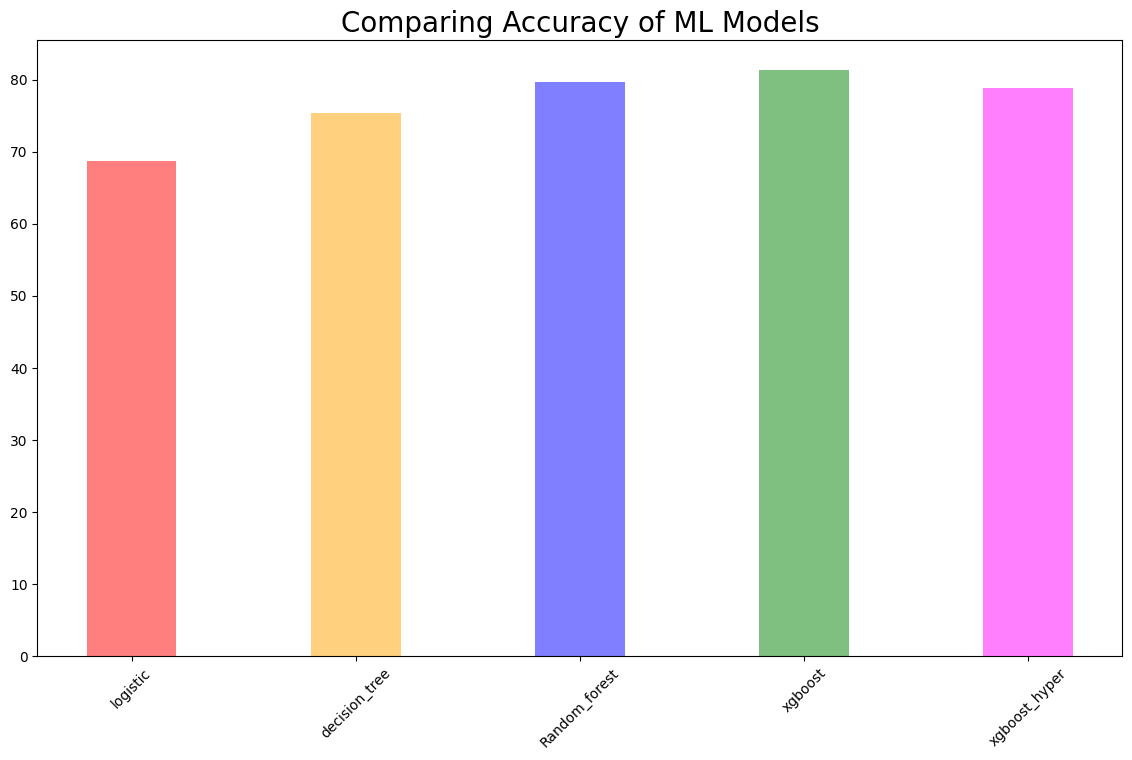 Comparing Accuracy of ML Models
80
70
60
50
40
30
20
10
0
logistic
decision_tree
Random_forest
xgboost
xgboost_hyper